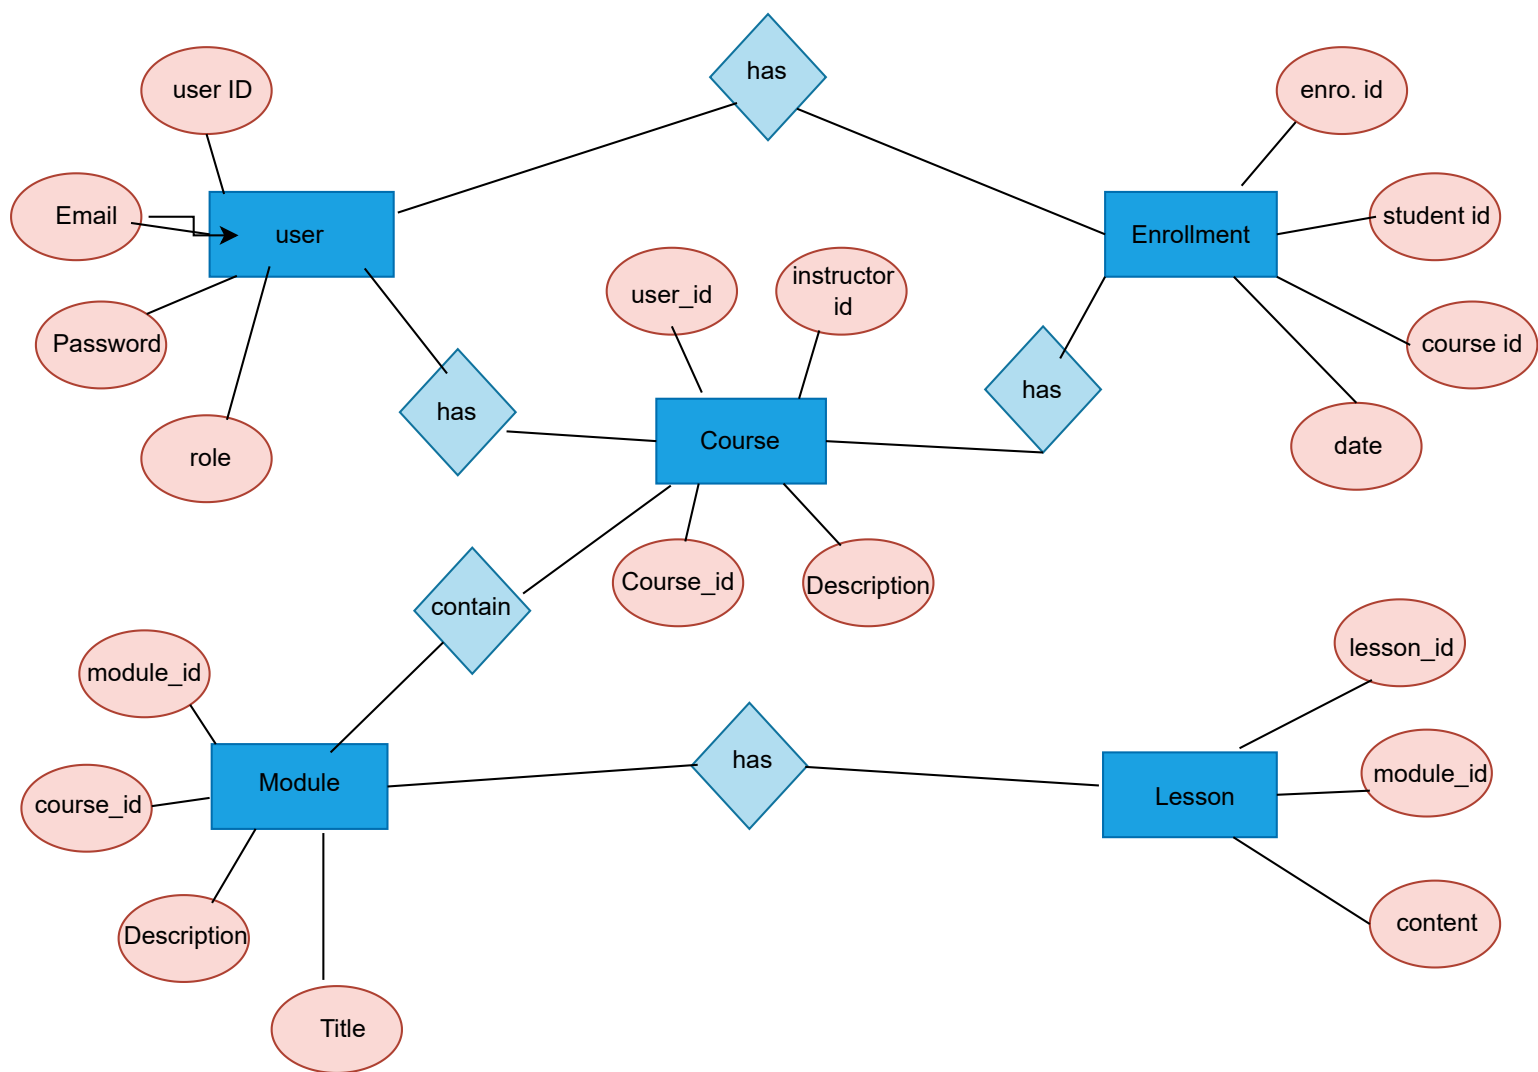 has
user ID
enro. id
Email
user
Enrollment
student id
user_id
instructor
id
Password
has
has
course id
role
Course
date
contain
Course_id
Description
module_id
lesson_id
Module
has
Lesson
module_id
course_id
Description
content
Title